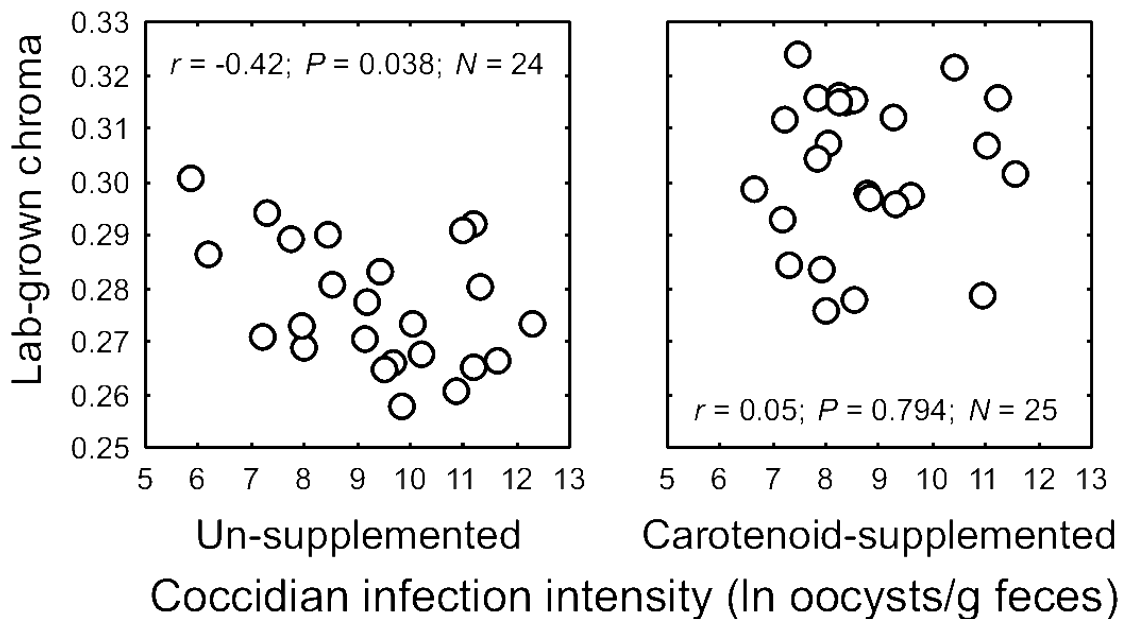 Lab-grown chroma
0.33
0.32
0.31
0.30
0.29
0.28
0.27
0.26
0.25
r = -0.42; P = 0.038; N = 24
5 6 7 8 9 10 11 12 13
Un-supplemented
r = 0.05; P = 0.794; N = 25
5 6 7 8 9 10 11 12 13
Carotenoid-supplemented
Coccidian infection intensity (ln oocysts/g feces)